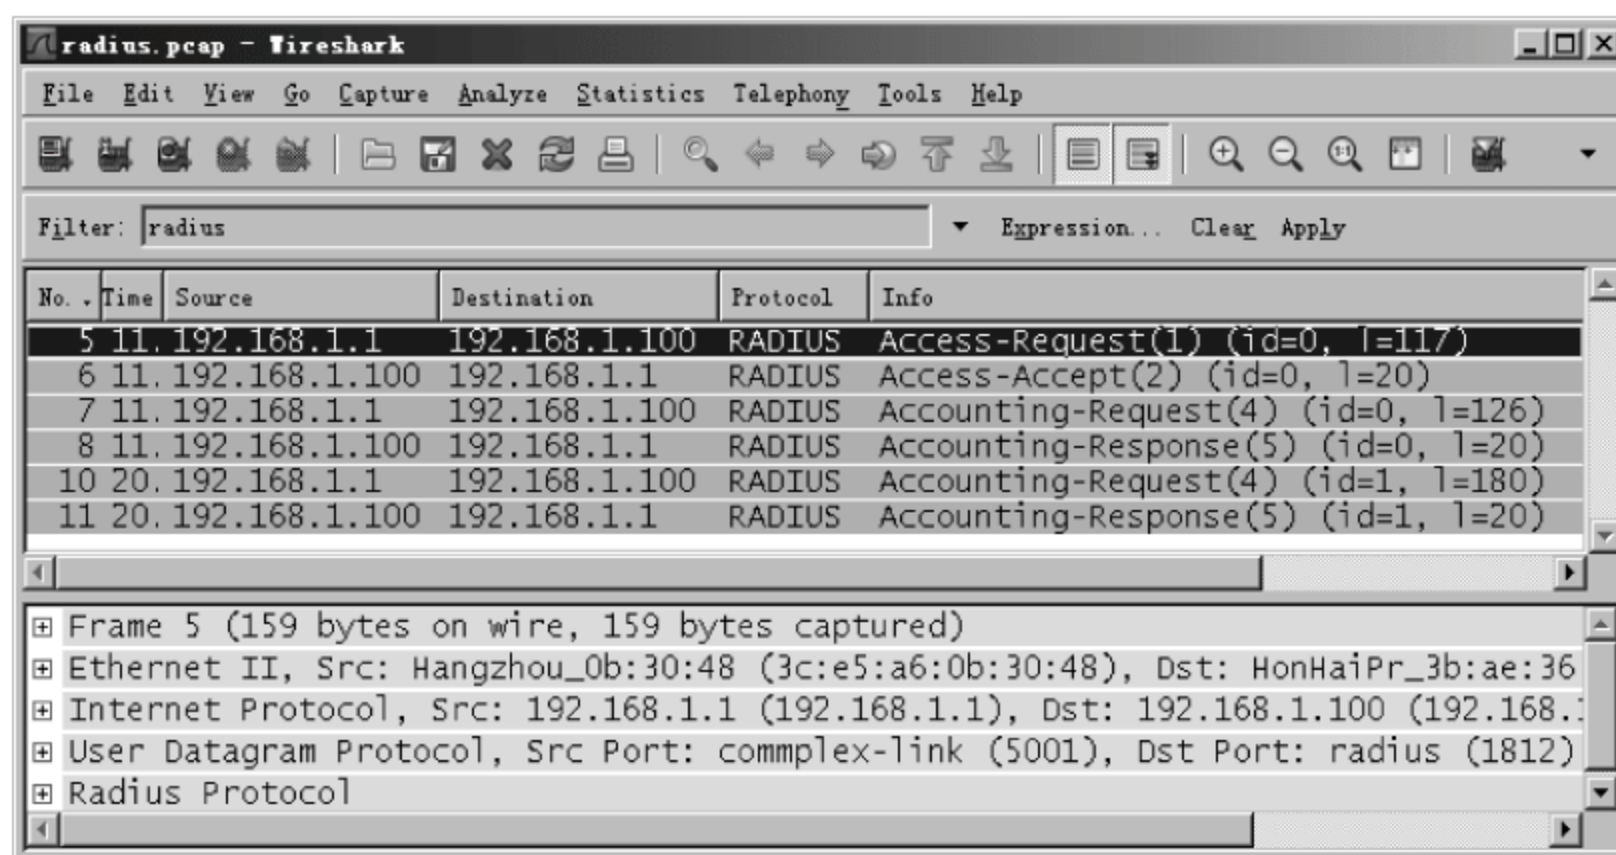 radius.pcap - Wireshark
File Edit View Go Capture Analyze Statistics Telephony Tools Help
Filter: radius Expression... Clear Apply
No. Time Source Destination Protocol Info
5 11. 192.168.1.1 192.168.1.100 RADIUS Access-Request(1) (id=0, l=117)
6 11. 192.168.1.100 192.168.1.1 RADIUS Access-Accept(2) (id=0, l=20)
7 11. 192.168.1.1 192.168.1.100 RADIUS Accounting-Request(4) (id=0, l=126)
8 11. 192.168.1.100 192.168.1.1 RADIUS Accounting-Response(5) (id=0, l=20)
10 20. 192.168.1.1 192.168.1.100 RADIUS Accounting-Request(4) (id=1, l=180)
11 20. 192.168.1.100 192.168.1.1 RADIUS Accounting-Response(5) (id=1, l=20)
Frame 5 (159 bytes on wire, 159 bytes captured)
Ethernet II, Src: Hangzhou_0b:30:48 (3c:e5:a6:0b:30:48), Dst: HonHaiPr_3b:ae:36
Internet Protocol, Src: 192.168.1.1 (192.168.1.1), Dst: 192.168.1.100 (192.168.
User Datagram Protocol, Src Port: commplex-link (5001), Dst Port: radius (1812)
Radius Protocol